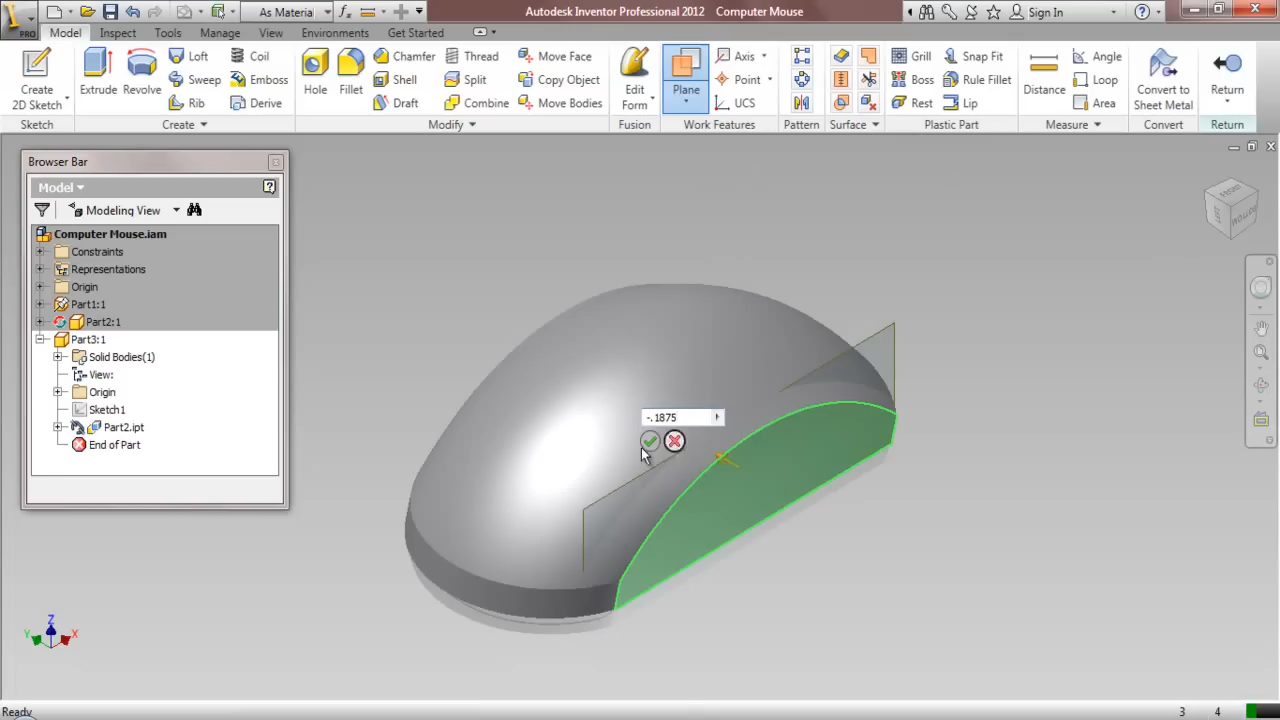 As Material
Autodesk Inventor Professional 2012 Computer Mouse
Sign In
PRO
Model Inspect Tools Manage View Environments Get Started
Create
2D Sketch
Sketch
Extrude
Revolve
Loft
Sweep
Rib
Coil
Emboss
Derive
Create
Hole
Fillet
Chamfer
Shell
Draft
Thread
Split
Combine
Move Face
Copy Object
Move Bodies
Modify
Edit
Form
Fusion
Plane
Axis
Point
UCS
Work Features
Pattern
Surface
Grill
Boss
Rest
Snap Fit
Rule Fillet
Lip
Plastic Part
Distance
Angle
Loop
Area
Measure
Convert to
Sheet Metal
Convert
Return
Return
Browser Bar
Model
Modeling View
Computer Mouse.iam
Constraints
Representations
Origin
Part1:1
Part2:1
Part3:1
Solid Bodies(1)
View:
Origin
Sketch1
Part2.ipt
End of Part
-.1875
Z
Y
X
Ready
3 4